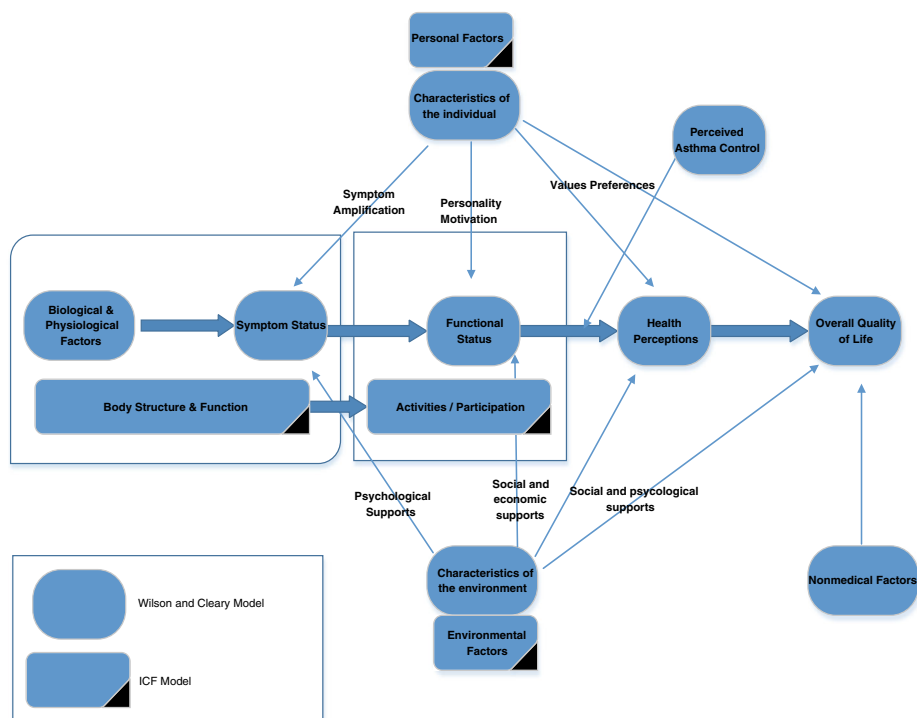 Personal Factors
Characteristics of
the individual
Perceived
Asthma Control
Symptom
Amplification
Personality
Motivation
Values Preferences
Biological &
Physiological
Factors
Symptom Status
Functional
Status
Health
Perceptions
Overall Quality
of Life
Body Structure & Function
Activities / Participation
Psychological
Supports
Social and
economic
supports
Social and psycological
supports
Characteristics of
the environment
Nonmedical Factors
Environmental
Factors
Wilson and Cleary Model
ICF Model